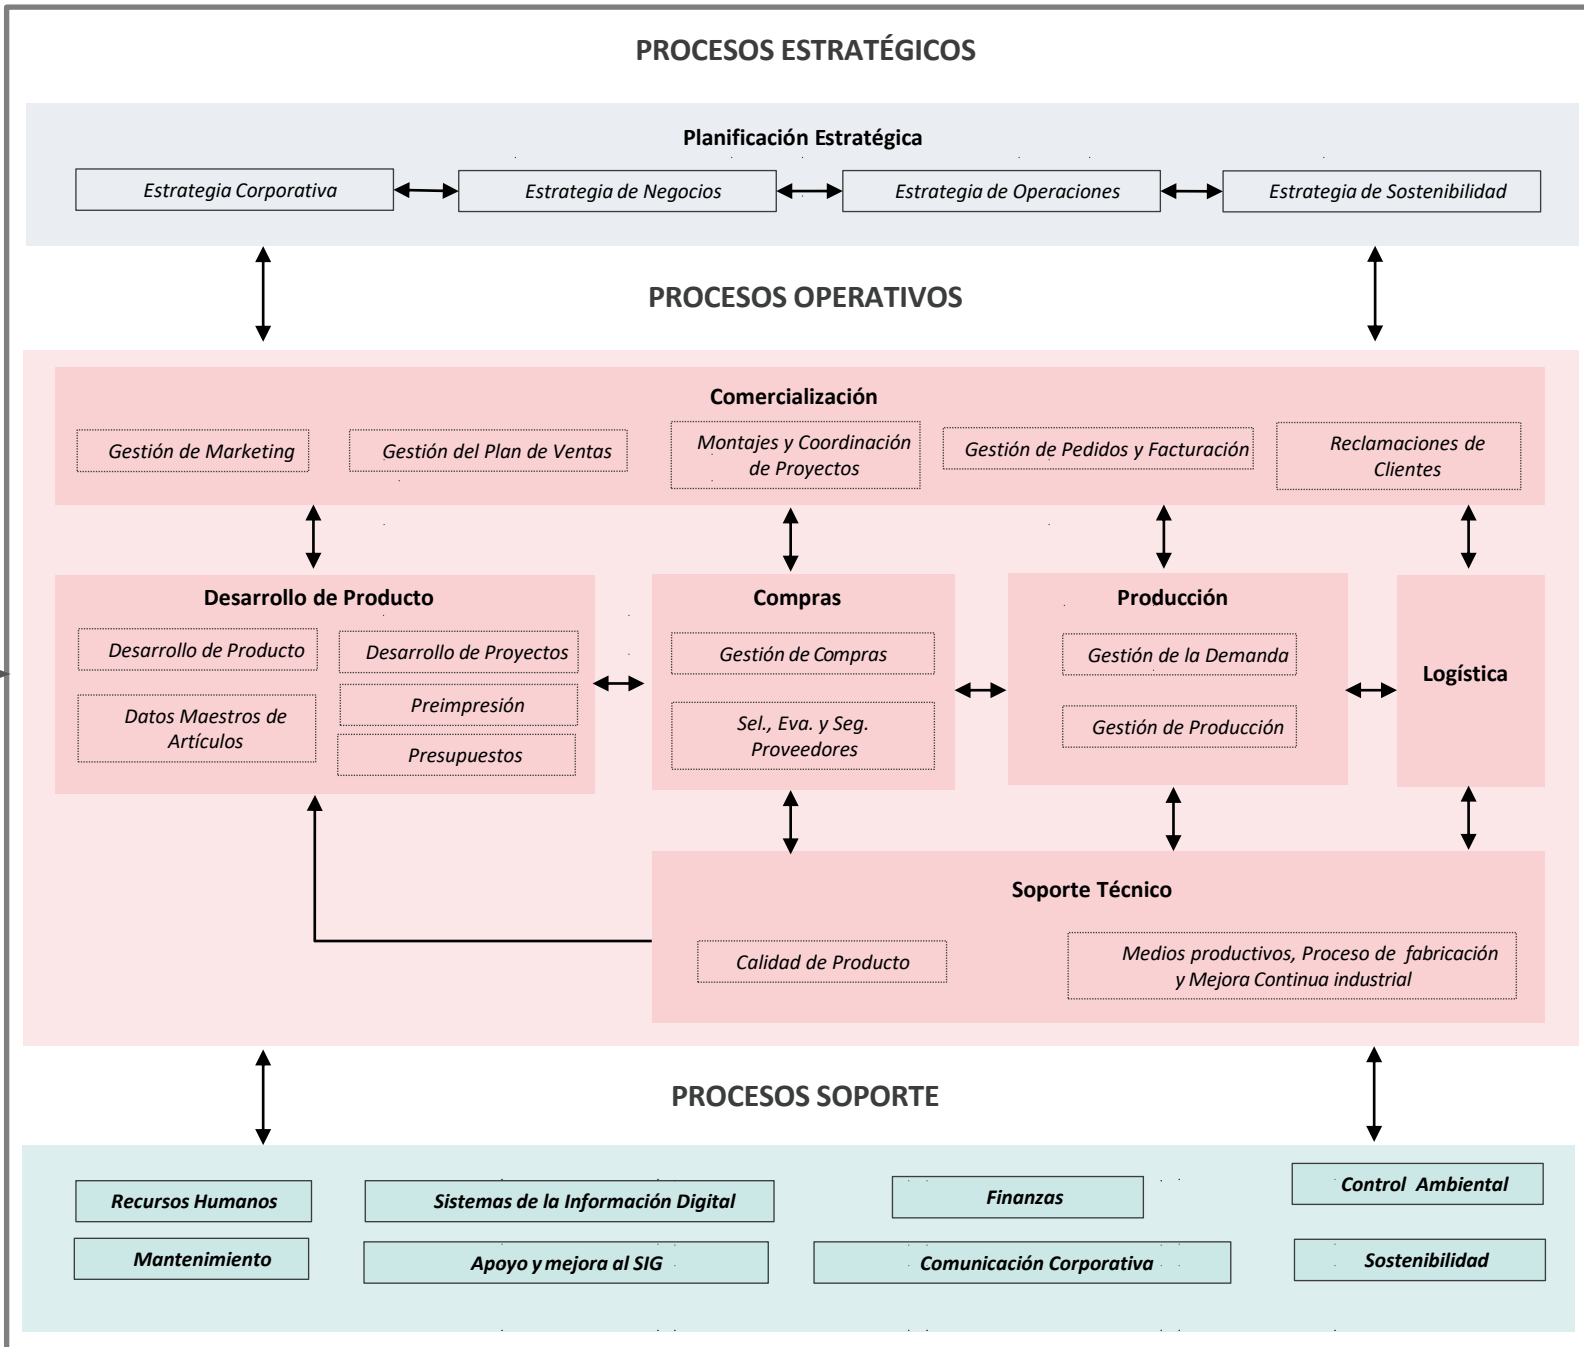 PROCESOS ESTRATÉGICOS
Planificación Estratégica
Estrategia Corporativa
Estrategia de Negocios
Estrategia de Operaciones
Estrategia de Sostenibilidad
PROCESOS OPERATIVOS
Comercialización
Gestión de Marketing
Gestión del Plan de Ventas
Montajes y Coordinación
de Proyectos
Gestión de Pedidos y Facturación
Reclamaciones de
Clientes
Desarrollo de Producto
Desarrollo de Producto
Desarrollo de Proyectos
Datos Maestros de
Artículos
Preimpresión
Presupuestos
Compras
Gestión de Compras
Sel., Eva. y Seg.
Proveedores
Producción
Gestión de la Demanda
Gestión de Producción
Logística
Soporte Técnico
Calidad de Producto
Medios productivos, Proceso de fabricación
y Mejora Continua industrial
PROCESOS SOPORTE
Recursos Humanos
Sistemas de la Información Digital
Finanzas
Control Ambiental
Mantenimiento
Apoyo y mejora al SIG
Comunicación Corporativa
Sostenibilidad